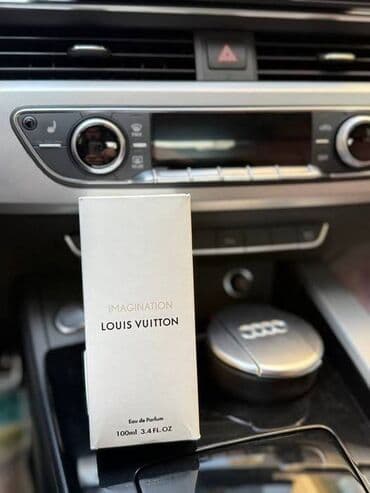 IMAGINATION
LOUIS VUITTON
Eau de Parfum
100ml 3.4 FL.OZ